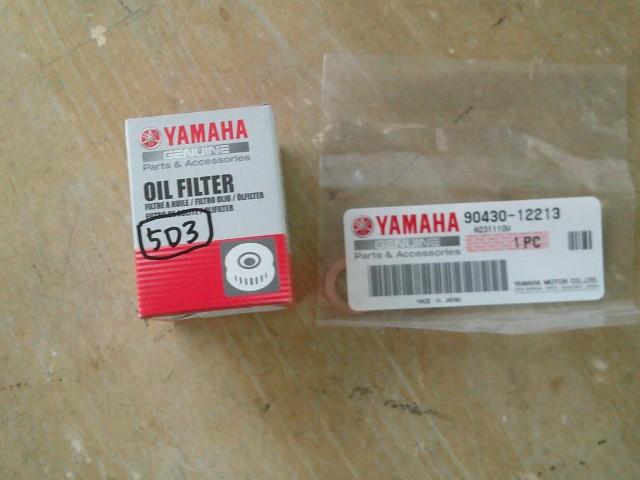 YAMAHA
GENUINE
Parts & Accessories
OIL FILTER
FILTRE A HUILE / FILTRO OLIO / ÖLFILTER
5D3
YAMAHA 90430-12213
GENUINE
Parts & Accessories
1 PC
YAMAHA MOTOR CO.,LTD.
MADE IN JAPAN